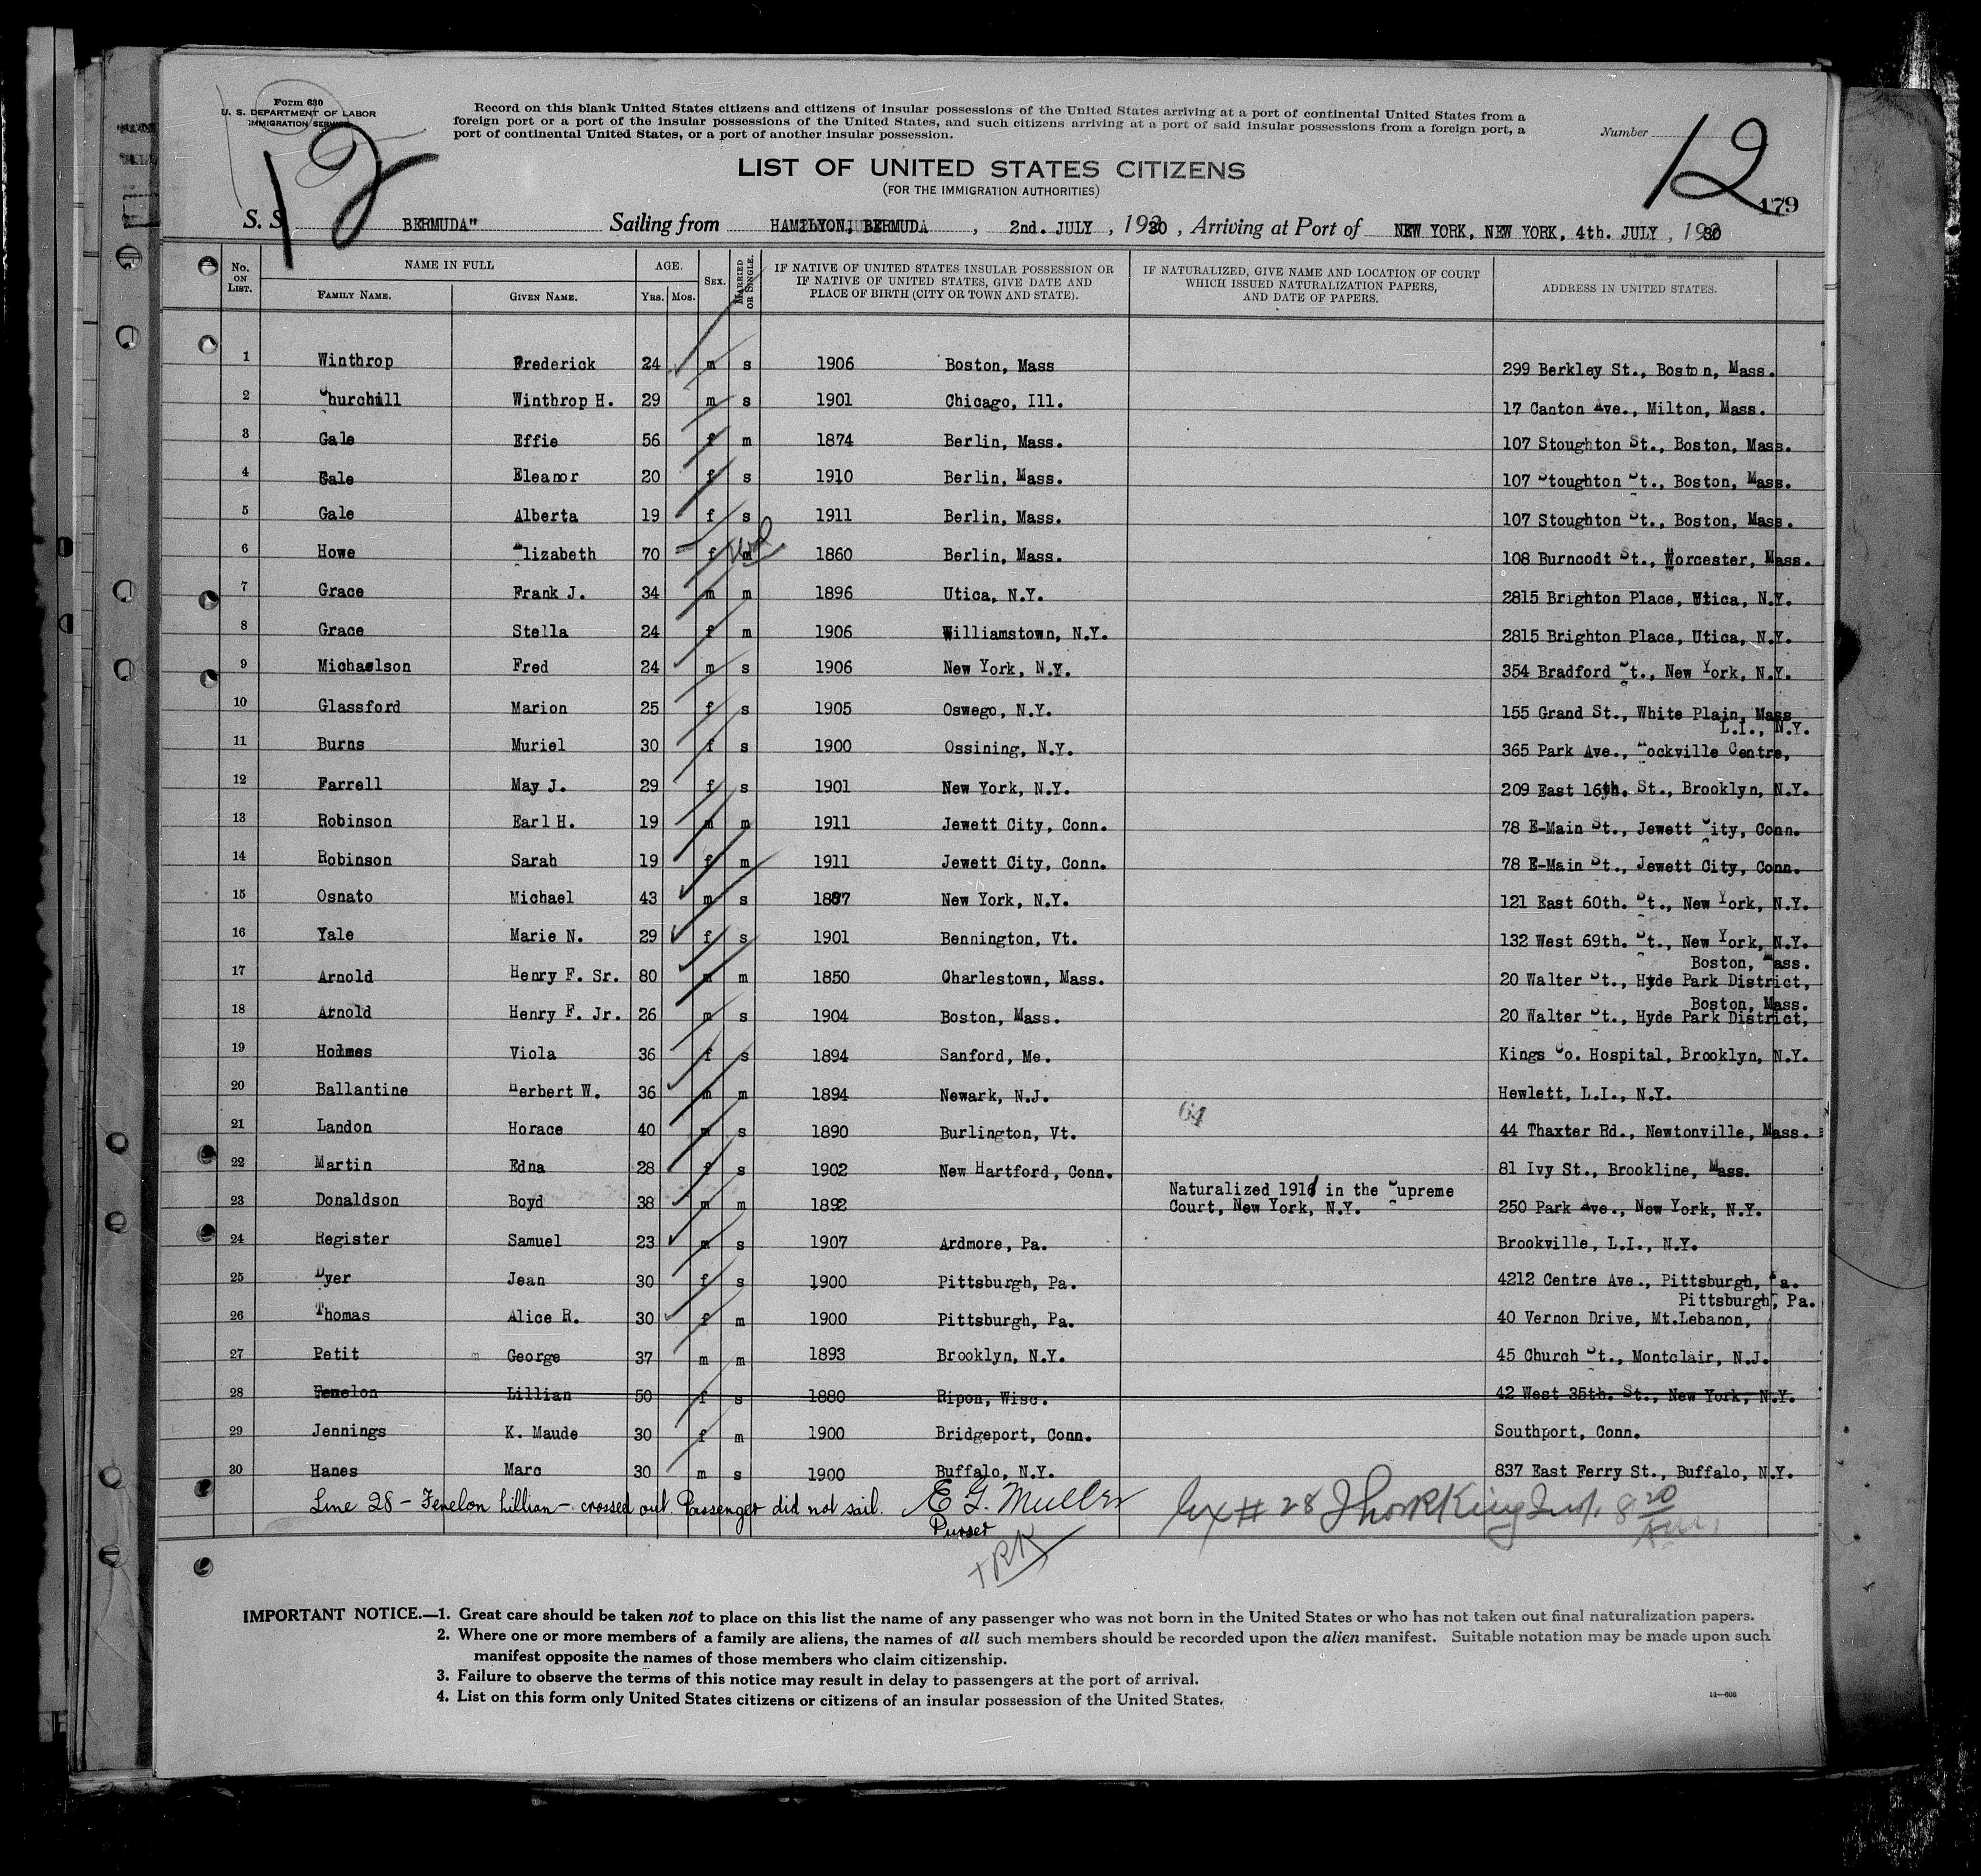 Form 630
U. S. DEPARTMENT OF LABOR
IMMIGRATION SERVICE
12
Record on this blank United States citizens and citizens of insular possessions of the United States arriving at a port of continental United States from a
foreign port or a port of the insular possessions of the United States, and such citizens arriving at a port of said insular possessions from a foreign port, a
port of continental United States, or a port of another insular possession.
Number
12
179
LIST OF UNITED STATES CITIZENS
(FOR THE IMMIGRATION AUTHORITIES)
S. S. BERMUDA" Sailing from HAMILTON, BERMUDA, 2nd. JULY, 1930, Arriving at Port of NEW YORK, NEW YORK, 4th. JULY, 1930
No. ON LIST. NAME IN FULL FAMILY NAME. GIVEN NAME. AGE. YRS. MOS. SEX. MARRIED OR SINGLE. IF NATIVE OF UNITED STATES INSULAR POSSESSION OR IF NATIVE OF UNITED STATES, GIVE DATE AND PLACE OF BIRTH (CITY OR TOWN AND STATE). IF NATURALIZED, GIVE NAME AND LOCATION OF COURT WHICH ISSUED NATURALIZATION PAPERS, AND DATE OF PAPERS. ADDRESS IN UNITED STATES.
1 Winthrop Frederick 24 m s 1906 Boston, Mass 299 Berkley St., Boston, Mass.
2 Churchill Winthrop H. 29 m s 1901 Chicago, Ill. 17 Canton Ave., Milton, Mass.
3 Gale Effie 56 f m 1874 Berlin, Mass. 107 Stoughton St., Boston, Mass.
4 Gale Eleanor 20 f s 1910 Berlin, Mass. 107 Stoughton St., Boston, Mass.
5 Gale Alberta 19 f s 1911 Berlin, Mass. 107 Stoughton St., Boston, Mass.
6 Howe Elizabeth 70 f m Wd 1860 Berlin, Mass. 108 Burncodt St., Worcester, Mass.
7 Grace Frank J. 34 m m 1896 Utica, N.Y. 2815 Brighton Place, Utica, N.Y.
8 Grace Stella 24 f m 1906 Williamstown, N.Y. 2815 Brighton Place, Utica, N.Y.
9 Michaelson Fred 24 m s 1906 New York, N.Y. 354 Bradford St., New York, N.Y.
10 Glassford Marion 25 f s 1905 Oswego, N.Y. 155 Grand St., White Plain, Mass
L.I., N.Y.
11 Burns Muriel 30 f s 1900 Ossining, N.Y. 365 Park Ave., Rockville Centre,
12 Farrell May J. 29 f s 1901 New York, N.Y. 209 East 16th. St., Brooklyn, N.Y.
13 Robinson Earl H. 19 m m 1911 Jewett City, Conn. 78 E-Main St., Jewett City, Conn.
14 Robinson Sarah 19 f m 1911 Jewett City, Conn. 78 E-Main St., Jewett City, Conn.
15 Osnato Michael 43 m s 1887 New York, N.Y. 121 East 60th. St., New York, N.Y.
16 Yale Marie N. 29 f s 1901 Bennington, Vt. 132 West 69th. St., New York, N.Y.
Boston, Mass.
17 Arnold Henry F. Sr. 80 m m 1850 Charlestown, Mass. 20 Walter St., Hyde Park District,
Boston, Mass.
18 Arnold Henry F. Jr. 26 m s 1904 Boston, Mass. 20 Walter St., Hyde Park District,
19 Holmes Viola 36 f s 1894 Sanford, Me. Kings Co. Hospital, Brooklyn, N.Y.
20 Ballantine Herbert W. 36 m m 1894 Newark, N.J. Hewlett, L.I., N.Y.
64
21 Landon Horace 40 m s 1890 Burlington, Vt. 44 Thaxter Rd., Newtonville, Mass.
22 Martin Edna 28 f s 1902 New Hartford, Conn. 81 Ivy St., Brookline, Mass.
Naturalized 1916 in the Supreme
23 Donaldson Boyd 38 m m 1892 Court, New York, N.Y. 250 Park Ave., New York, N.Y.
24 Register Samuel 23 m s 1907 Ardmore, Pa. Brookville, L.I., N.Y.
25 Dyer Jean 30 f s 1900 Pittsburgh, Pa. 4212 Centre Ave., Pittsburgh, Pa.
Pittsburgh, Pa.
26 Thomas Alice R. 30 f m 1900 Pittsburgh, Pa. 40 Vernon Drive, Mt.Lebanon,
27 Petit m George 37 m m 1893 Brooklyn, N.Y. 45 Church St., Montclair, N.J.
28 Fenelon Lillian 50 f s 1880 Ripon, Wisc. 42 West 35th. St., New York, N.Y.
29 Jennings K. Maude 30 f m 1900 Bridgeport, Conn. Southport, Conn.
30 Hanes Marc 30 m s 1900 Buffalo, N.Y. 837 East Ferry St., Buffalo, N.Y.
Line 28 - Fenelon Lillian - crossed out Passenger did not sail. E G. Muller
Purser
Ex # 28 Thos R King Insp. 8 20 Am.
TRK
IMPORTANT NOTICE.—1. Great care should be taken not to place on this list the name of any passenger who was not born in the United States or who has not taken out final naturalization papers.
2. Where one or more members of a family are aliens, the names of all such members should be recorded upon the alien manifest. Suitable notation may be made upon such
manifest opposite the names of those members who claim citizenship.
3. Failure to observe the terms of this notice may result in delay to passengers at the port of arrival.
4. List on this form only United States citizens or citizens of an insular possession of the United States.
14—608